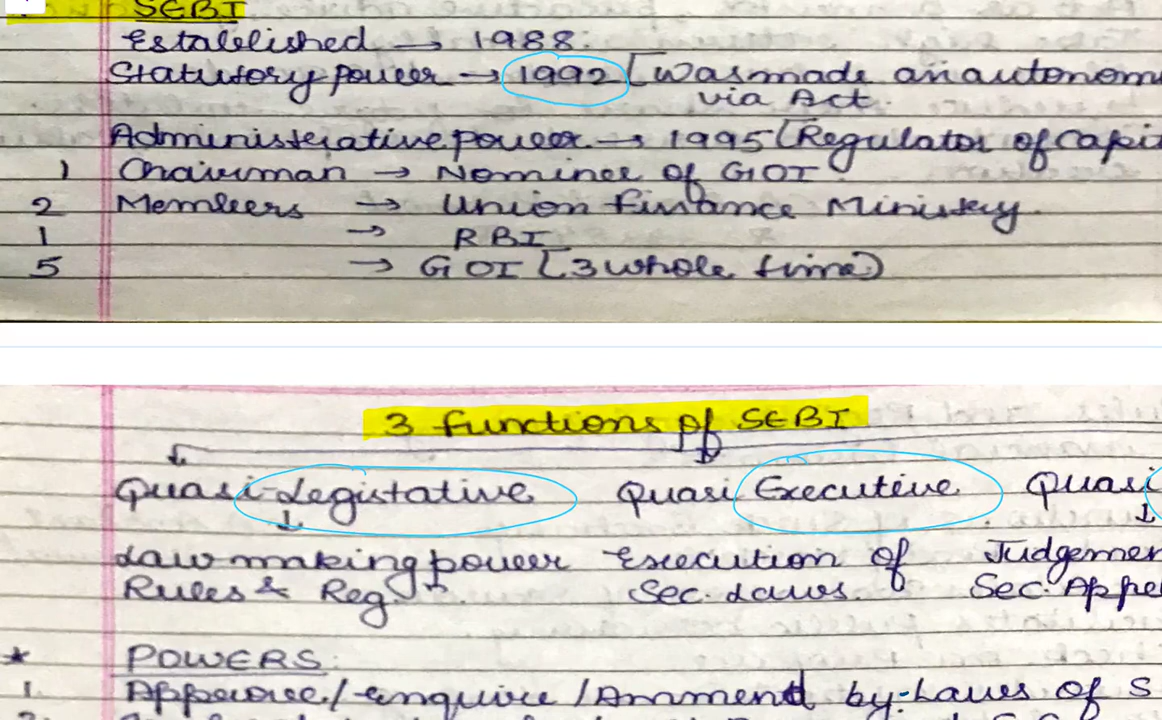 SEBI
Established → 1988.
Statutory power → 1992 [was made an autonom
via Act.
Administrative power → 1995 [Regulator of Capi
1 Chairman → Nominee of GOI.
2 Members → Union Finance Ministry.
1 → RBI
5 → GOI [3 whole time)
3 functions of SEBI
Quasi-Legislative Quasi Executive Quasi
↓ ↓
Law making power Execution of Judgemen
Rules & Reg.ns. Sec. Laws. Sec. Appe
* POWERS:
1. Approve/enquire/Ammend by-Laws of S